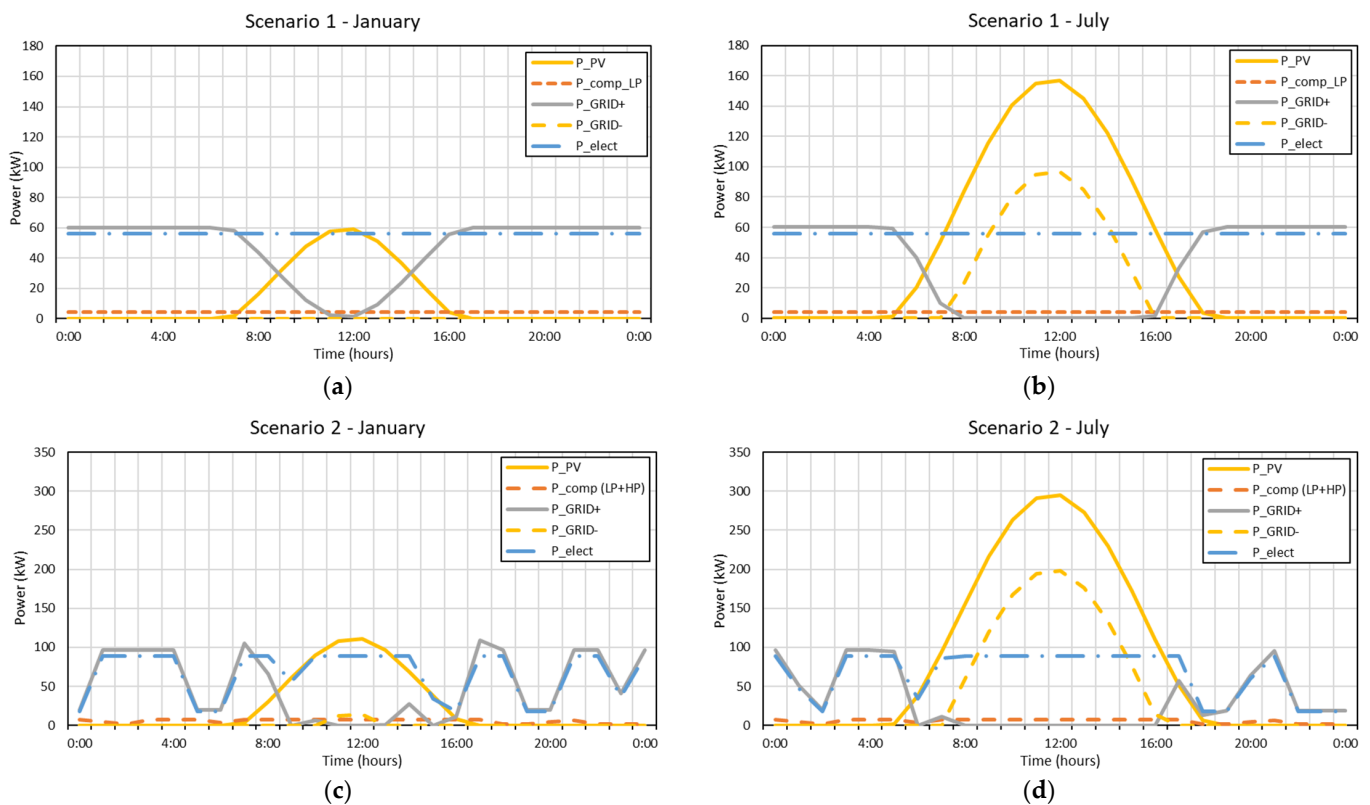 Scenario 1 - January
180
160
140
120
100
80
60
40
20
0
Power (kW)
P_PV
P_comp_LP
P_GRID+
P_GRID-
P_elect
0:00 4:00 8:00 12:00 16:00 20:00 0:00
Time (hours)
(a)
Scenario 1 - July
180
160
140
120
100
80
60
40
20
0
Power (kW)
P_PV
P_comp_LP
P_GRID+
P_GRID-
P_elect
0:00 4:00 8:00 12:00 16:00 20:00 0:00
Time (hours)
(b)
Scenario 2 - January
350
300
250
200
150
100
50
0
Power (kW)
P_PV
P_comp (LP+HP)
P_GRID+
P_GRID-
P_elect
0:00 4:00 8:00 12:00 16:00 20:00 0:00
Time (hours)
(c)
Scenario 2 - July
350
300
250
200
150
100
50
0
Power (kW)
P_PV
P_comp (LP+HP)
P_GRID+
P_GRID-
P_elect
0:00 4:00 8:00 12:00 16:00 20:00 0:00
Time (hours)
(d)